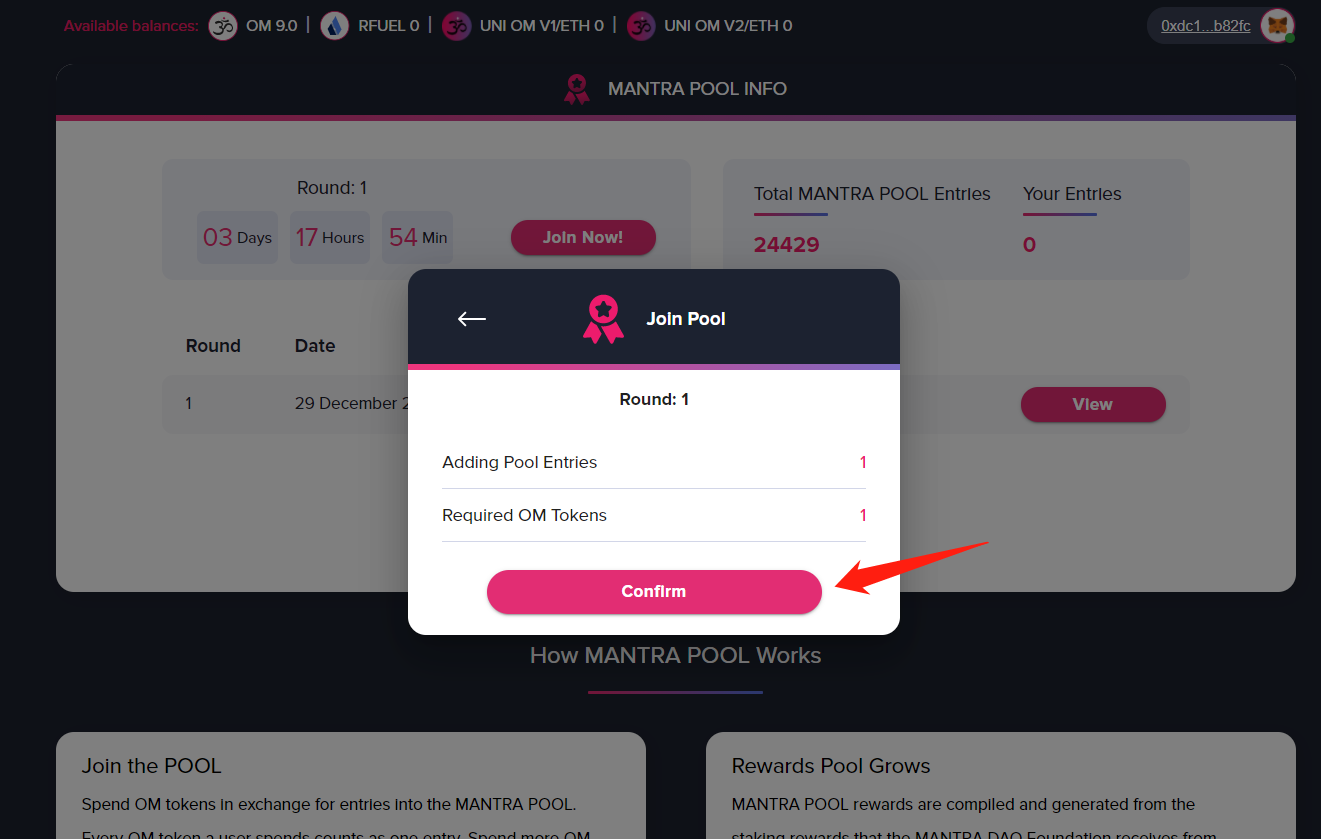 Available balances: OM 9.0 | RFUEL 0 | UNI OM V1/ETH 0 | UNI OM V2/ETH 0
0xdc1...b82fc
MANTRA POOL INFO
Round: 1
03 Days 17 Hours 54 Min
Join Now!
Total MANTRA POOL Entries
24429
Your Entries
0
Round Date
1 29 December
View
Join Pool
Round: 1
Adding Pool Entries 1
Required OM Tokens 1
Confirm
How MANTRA POOL Works
Join the POOL
Spend OM tokens in exchange for entries into the MANTRA POOL.
Every OM token a user spends counts as one entry. Spend more OM
Rewards Pool Grows
MANTRA POOL rewards are compiled and generated from the
staking rewards that the MANTRA DAO Foundation receives from